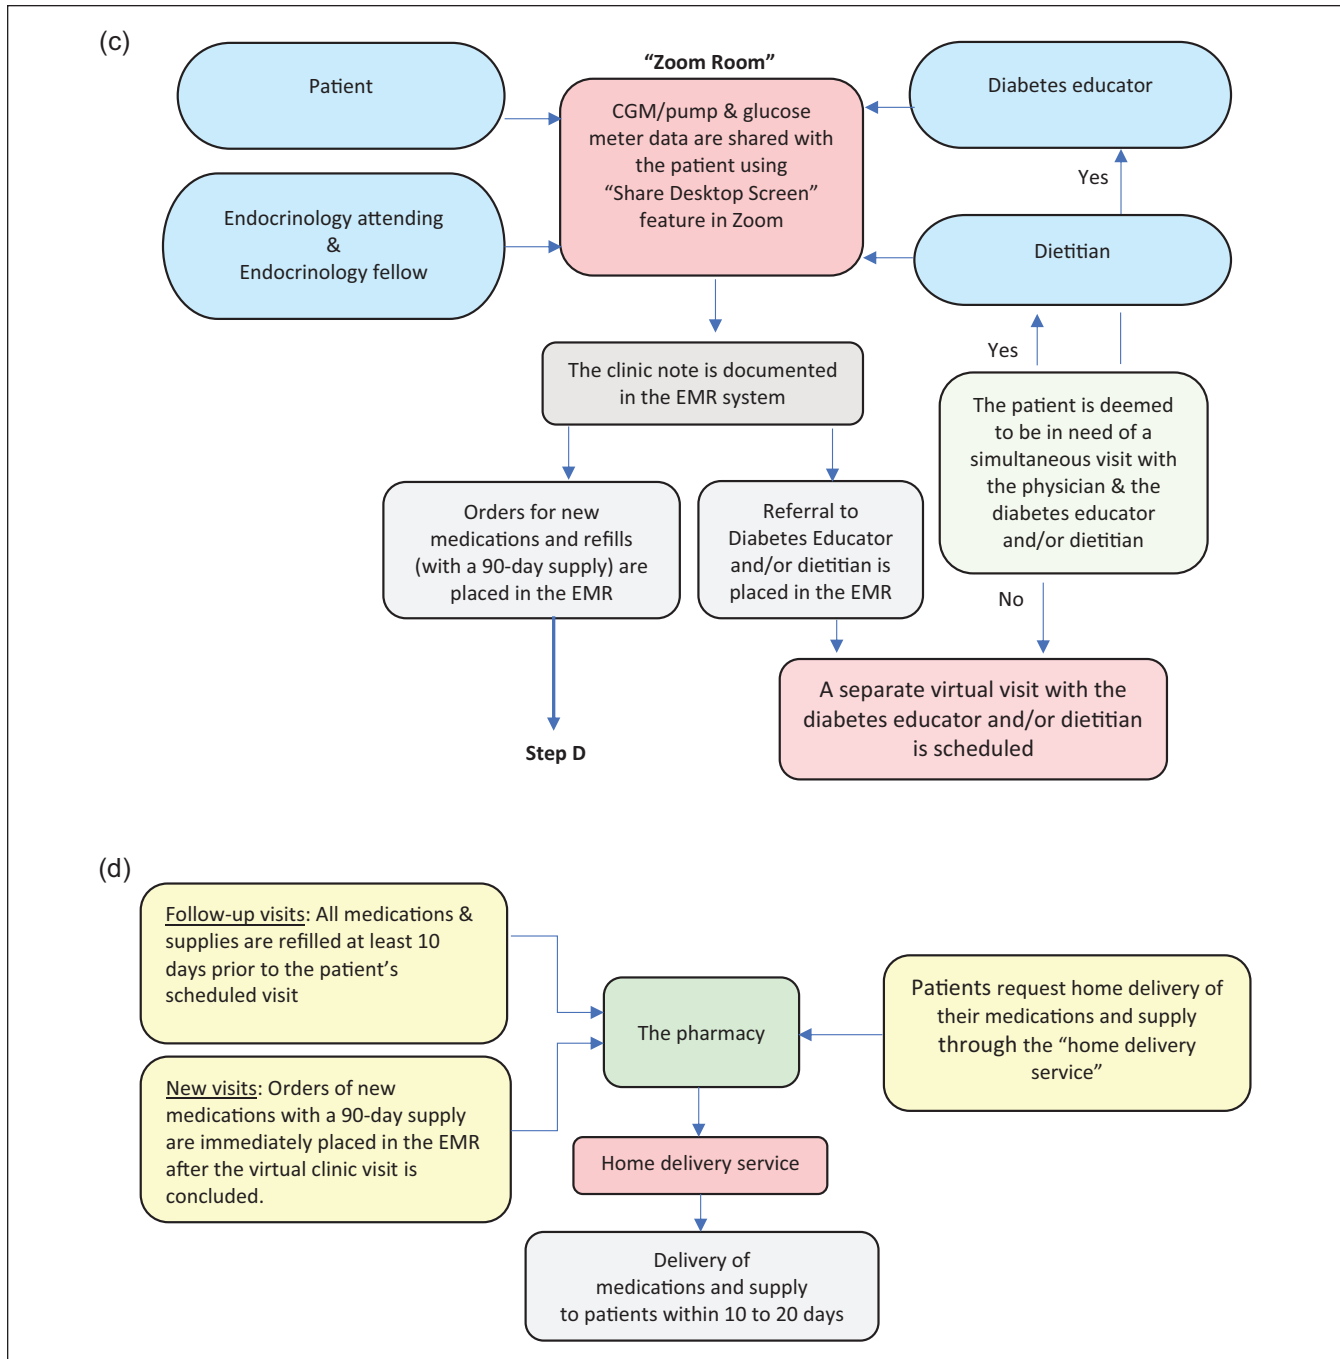 (c)
Patient
Endocrinology attending
&
Endocrinology fellow
“Zoom Room”
CGM/pump & glucose
meter data are shared with
the patient using
“Share Desktop Screen”
feature in Zoom
Diabetes educator
Yes
Dietitian
Yes
The patient is deemed
to be in need of a
simultaneous visit with
the physician & the
diabetes educator
and/or dietitian
No
The clinic note is documented
in the EMR system
Orders for new
medications and refills
(with a 90-day supply) are
placed in the EMR
Referral to
Diabetes Educator
and/or dietitian is
placed in the EMR
A separate virtual visit with the
diabetes educator and/or dietitian
is scheduled
Step D
(d)
Follow-up visits: All medications &
supplies are refilled at least 10
days prior to the patient’s
scheduled visit
New visits: Orders of new
medications with a 90-day supply
are immediately placed in the EMR
after the virtual clinic visit is
concluded.
The pharmacy
Patients request home delivery of
their medications and supply
through the “home delivery
service”
Home delivery service
Delivery of
medications and supply
to patients within 10 to 20 days